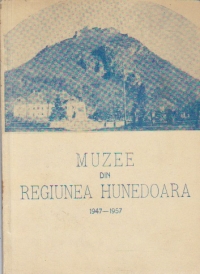 MUZEE
DIN
REGIUNEA HUNEDOARA
1947-1957